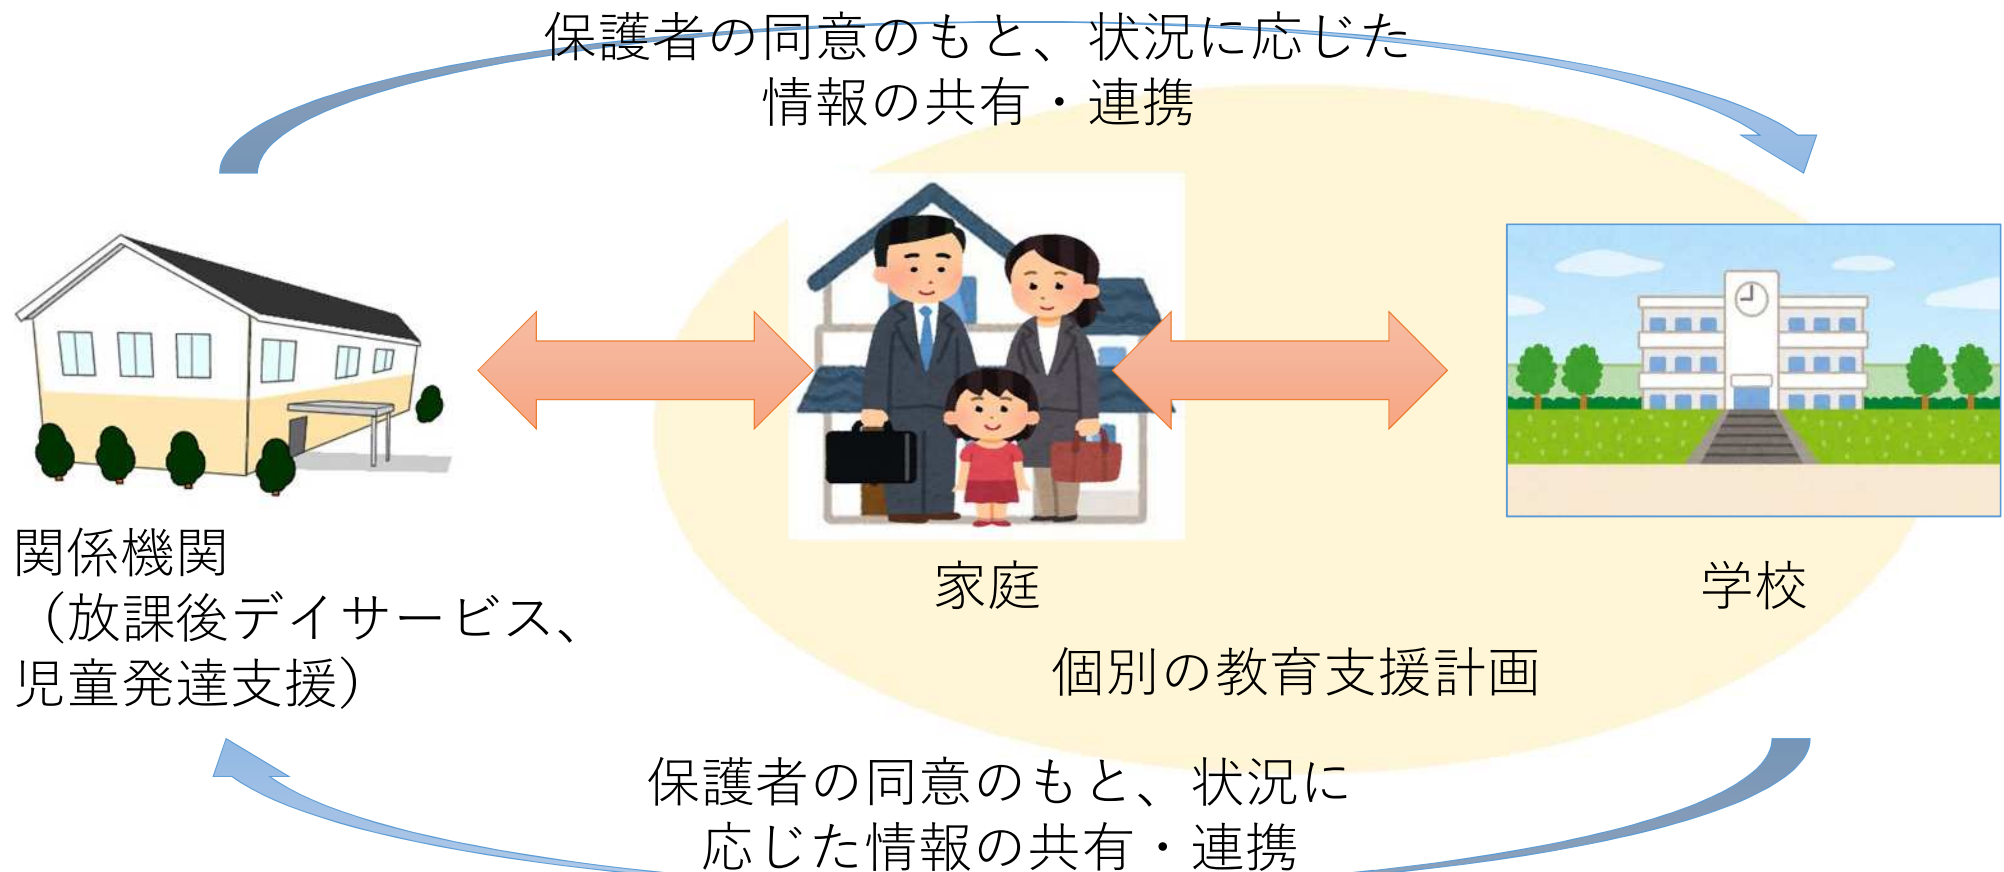 保護者の同意のもと、状況に応じた
情報の共有・連携
関係機関
（放課後デイサービス、
児童発達支援）
家庭
学校
個別の教育支援計画
保護者の同意のもと、状況に
応じた情報の共有・連携